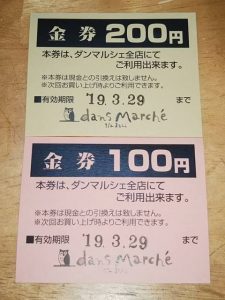 金券 200円
本券は、ダンマルシェ全店にて
ご利用出来ます。
※本券は現金との引換えは致しません。
※次回お買い上げ時よりご利用できます。
■有効期限 '19.3.29 まで
dans Marché
金券 100円
本券は、ダンマルシェ全店にて
ご利用出来ます。
※本券は現金との引換えは致しません。
※次回お買い上げ時よりご利用できます。
■有効期限 '19.3.29 まで
dans Marché